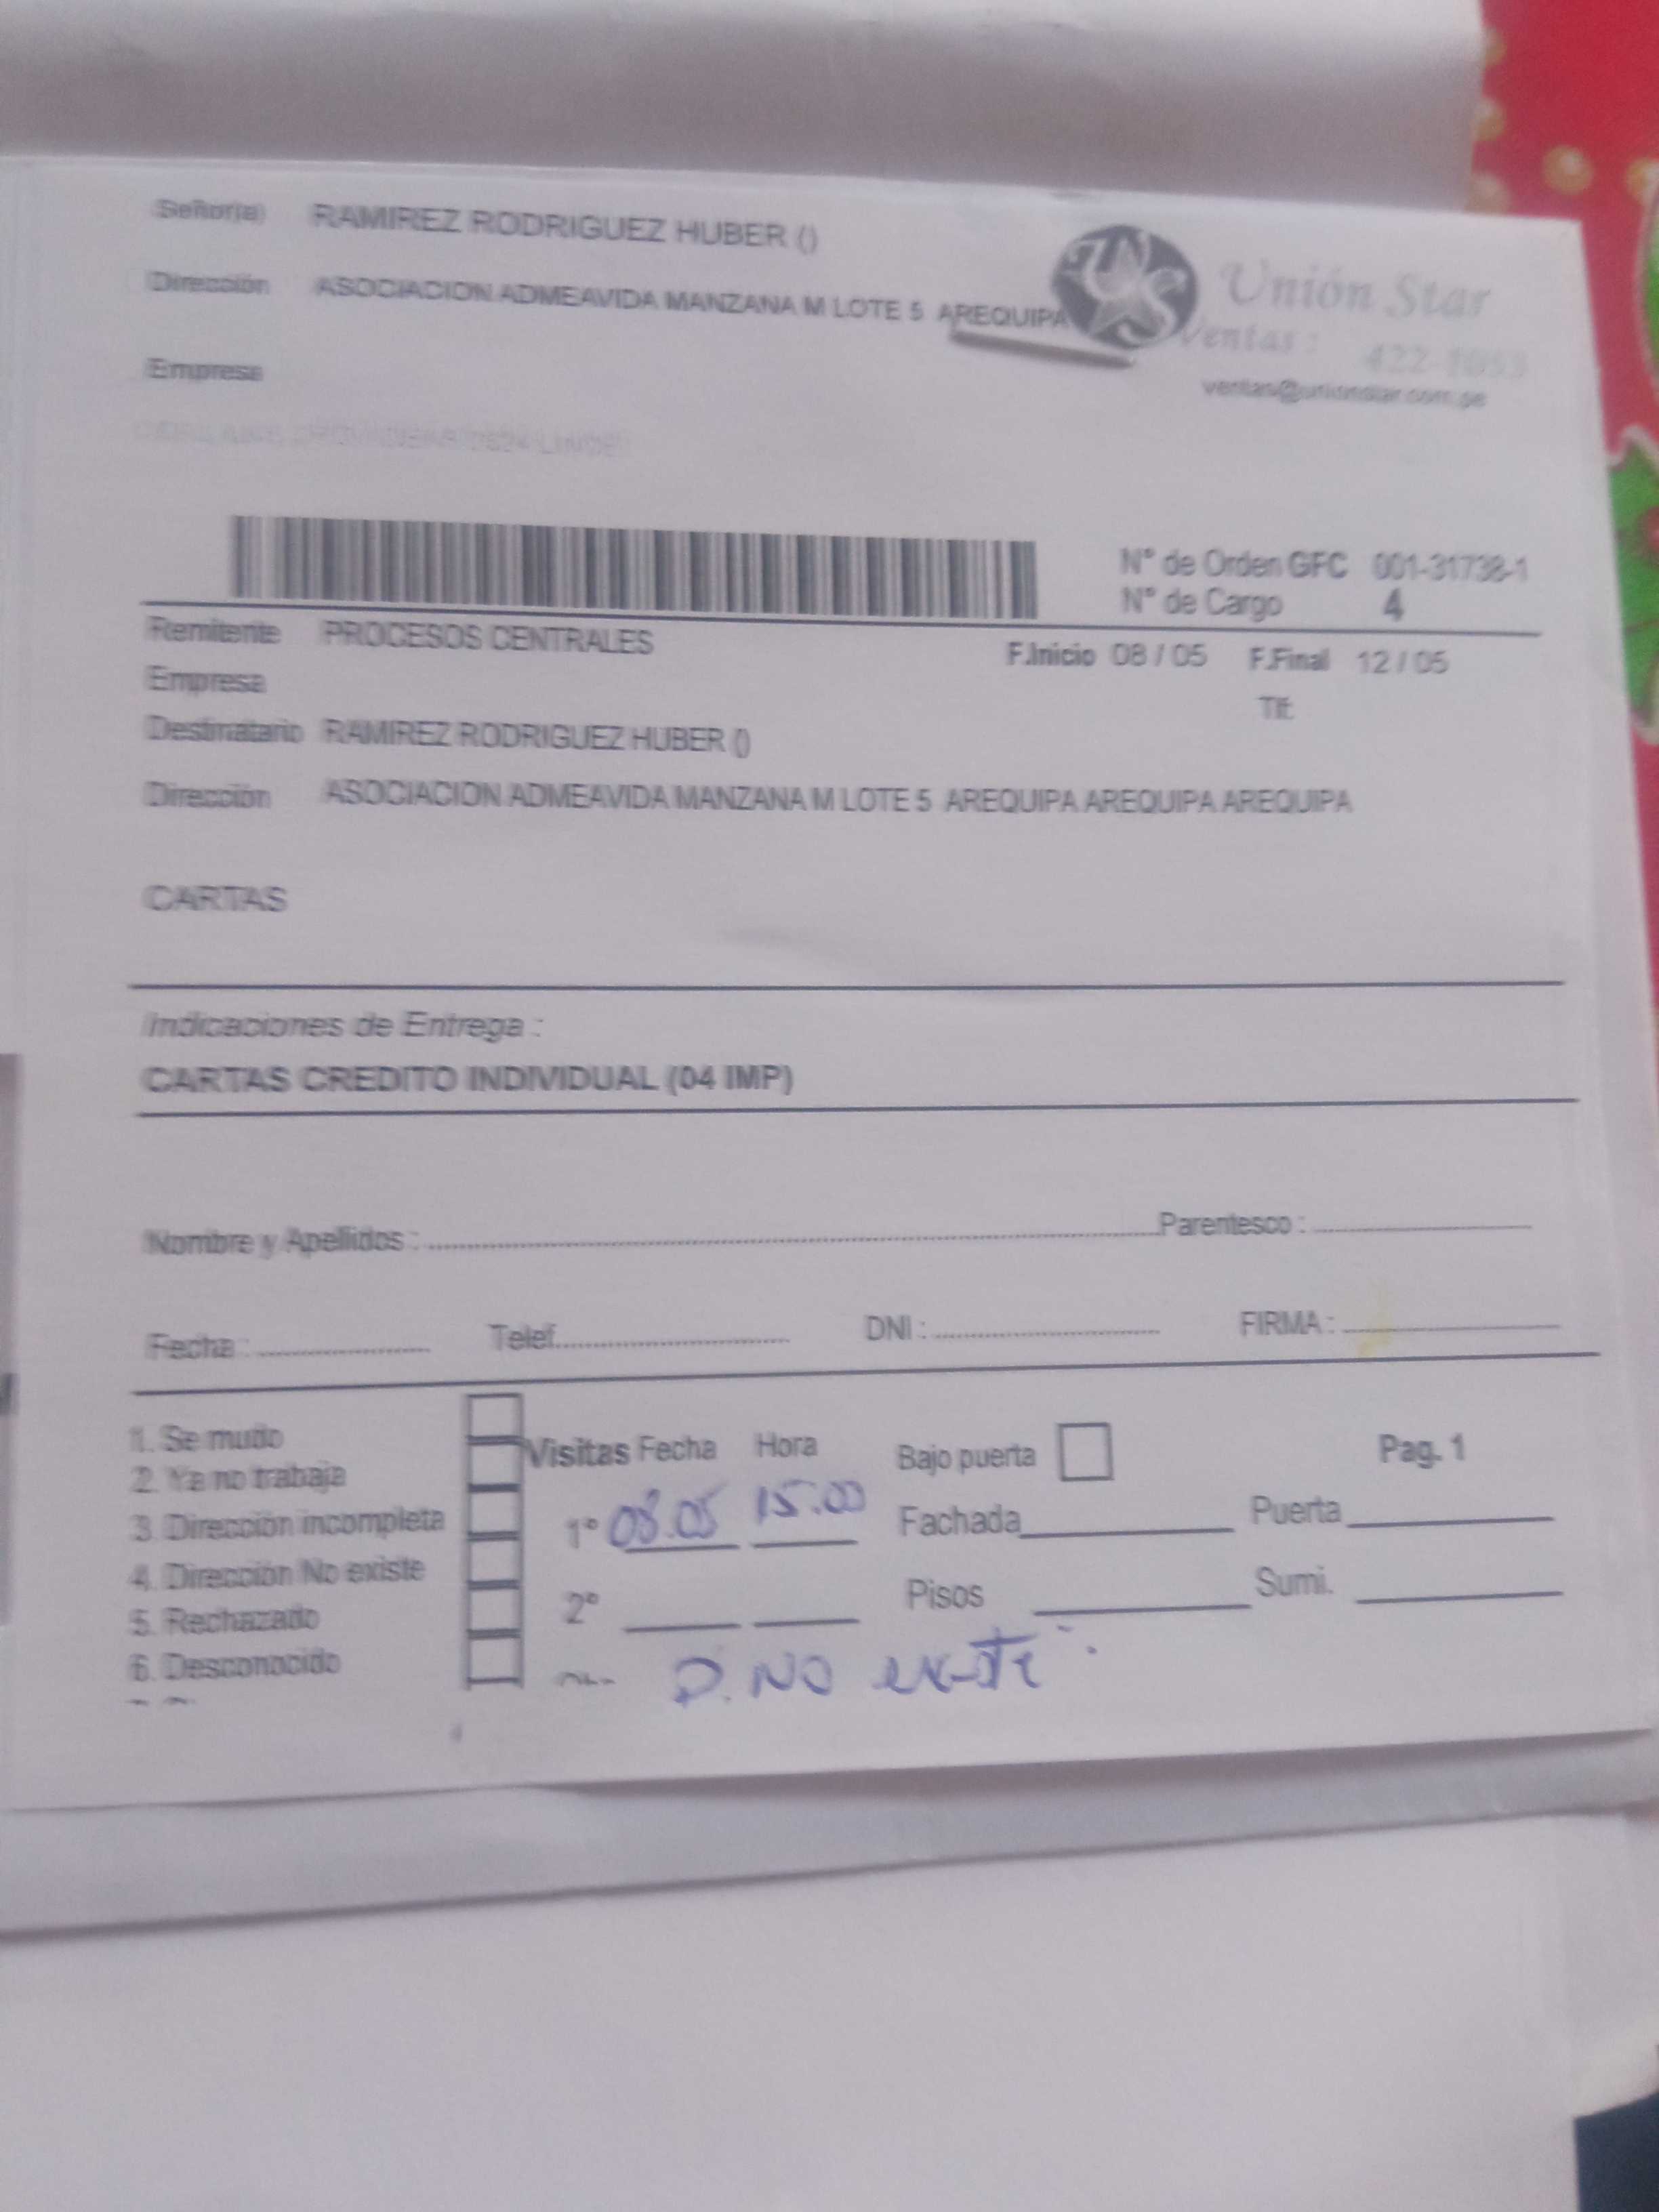 Señor(a) RAMIREZ RODRIGUEZ HUBER ()
Dirección ASOCIACION ADMEAVIDA MANZANA M LOTE 5 AREQUIPA
Unión Star
Ventas : 422-1053
ventas@unionstar.com.pe
Empresa
N° de Orden GFC 001-31738-1
N° de Cargo 4
Remitente PROCESOS CENTRALES
F.Inicio 08 / 05 F.Final 12 / 05
Empresa
Tlf:
Destinatario RAMIREZ RODRIGUEZ HUBER ()
Dirección ASOCIACION ADMEAVIDA MANZANA M LOTE 5 AREQUIPA AREQUIPA AREQUIPA
CARTAS
Indicaciones de Entrega :
CARTAS CREDITO INDIVIDUAL (04 IMP)
Nombre y Apellidos : Parentesco :
Fecha : Telef. DNI : FIRMA :
1. Se mudo
2. Ya no trabaja
3. Dirección incompleta
4. Dirección No existe
5. Rechazado
6. Desconocido
Visitas Fecha Hora
1° 08.05 15:00
2°
D. NO existe
Bajo puerta
Pag. 1
Fachada Puerta
Pisos Sumi.